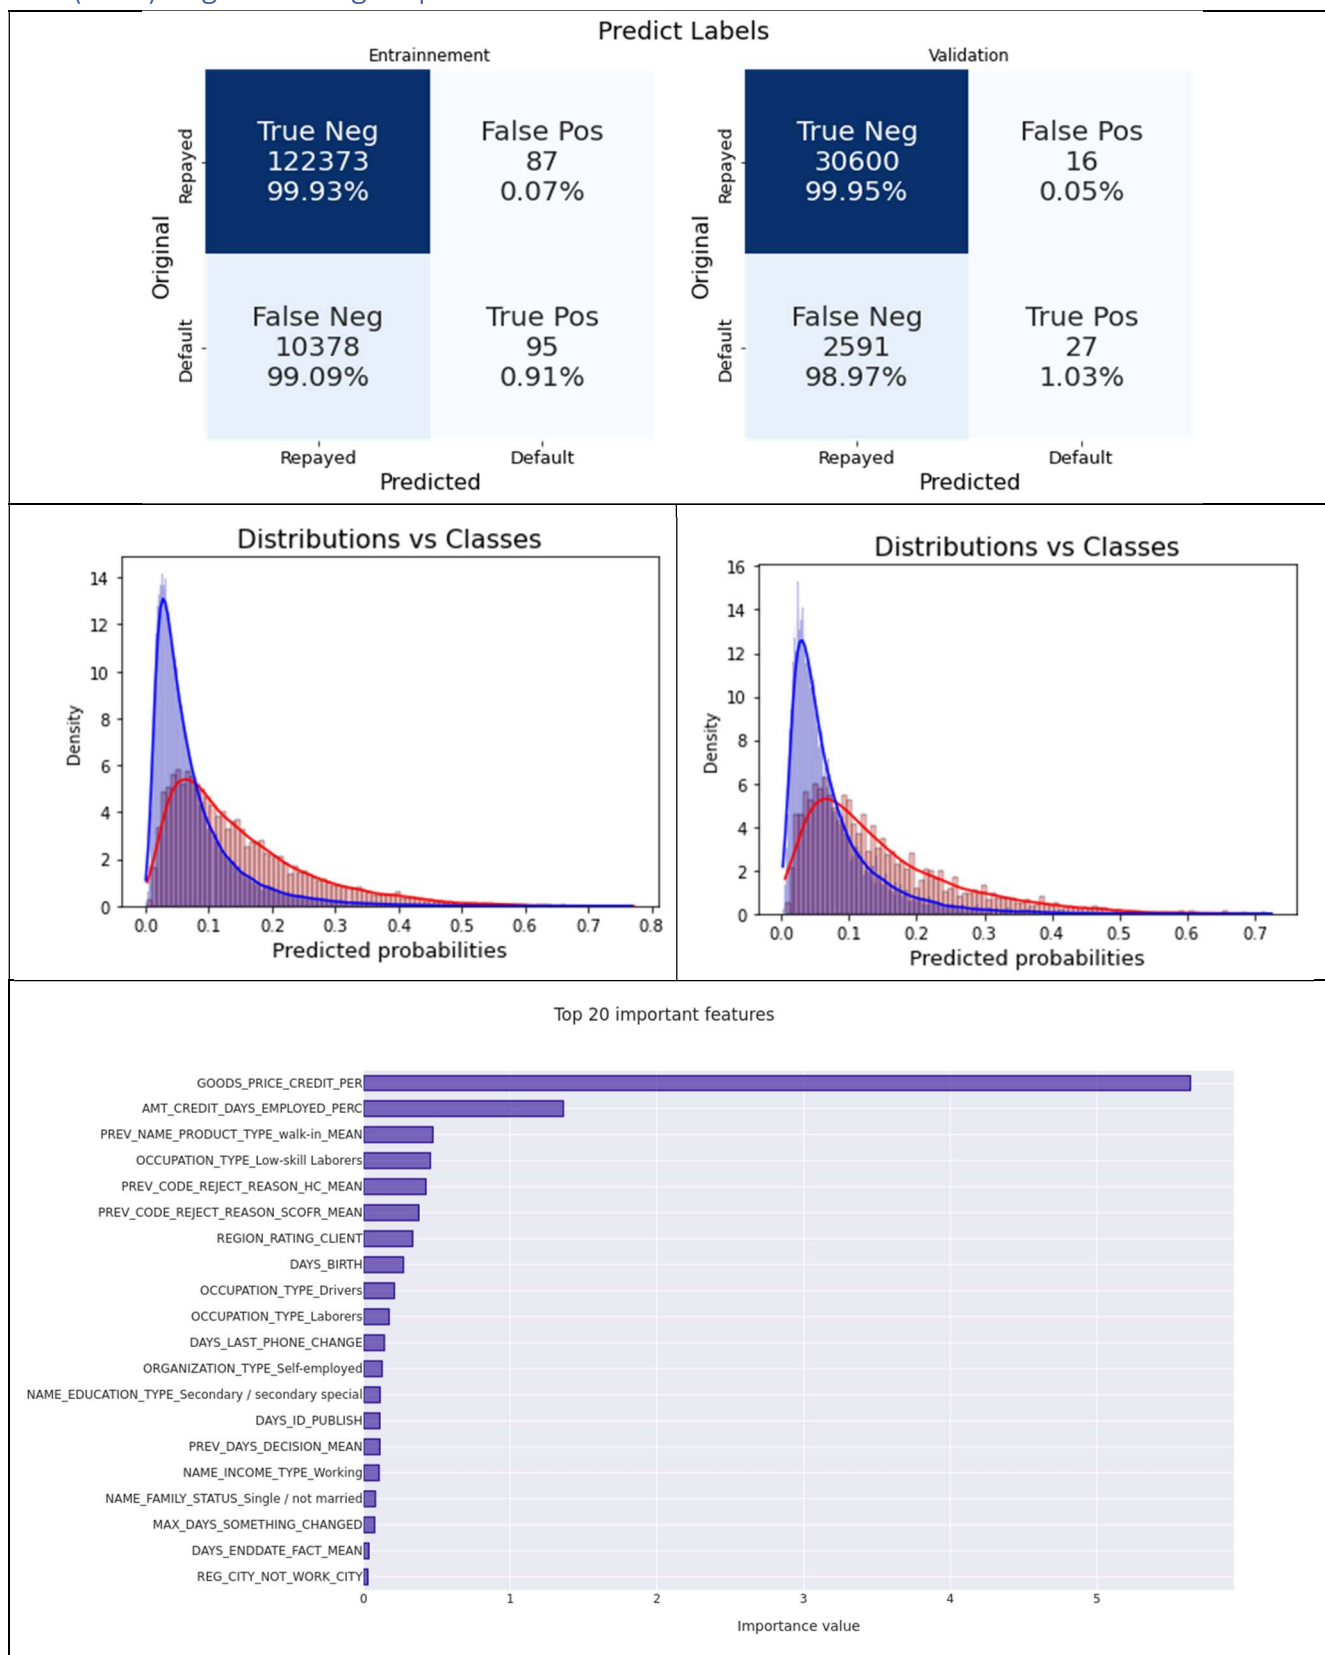 Predict Labels
Entrainnement
Validation
Original
Repayed
Default
True Neg
122373
99.93%
False Pos
87
0.07%
False Neg
10378
99.09%
True Pos
95
0.91%
Repayed
Default
Predicted
Original
Repayed
Default
True Neg
30600
99.95%
False Pos
16
0.05%
False Neg
2591
98.97%
True Pos
27
1.03%
Repayed
Default
Predicted
Distributions vs Classes
Density
14
12
10
8
6
4
2
0
0.0 0.1 0.2 0.3 0.4 0.5 0.6 0.7 0.8
Predicted probabilities
Distributions vs Classes
Density
16
14
12
10
8
6
4
2
0
0.0 0.1 0.2 0.3 0.4 0.5 0.6 0.7
Predicted probabilities
Top 20 important features
GOODS_PRICE_CREDIT_PER
AMT_CREDIT_DAYS_EMPLOYED_PERC
PREV_NAME_PRODUCT_TYPE_walk-in_MEAN
OCCUPATION_TYPE_Low-skill Laborers
PREV_CODE_REJECT_REASON_HC_MEAN
PREV_CODE_REJECT_REASON_SCOFR_MEAN
REGION_RATING_CLIENT
DAYS_BIRTH
OCCUPATION_TYPE_Drivers
OCCUPATION_TYPE_Laborers
DAYS_LAST_PHONE_CHANGE
ORGANIZATION_TYPE_Self-employed
NAME_EDUCATION_TYPE_Secondary / secondary special
DAYS_ID_PUBLISH
PREV_DAYS_DECISION_MEAN
NAME_INCOME_TYPE_Working
NAME_FAMILY_STATUS_Single / not married
MAX_DAYS_SOMETHING_CHANGED
DAYS_ENDDATE_FACT_MEAN
REG_CITY_NOT_WORK_CITY
0 1 2 3 4 5
Importance value